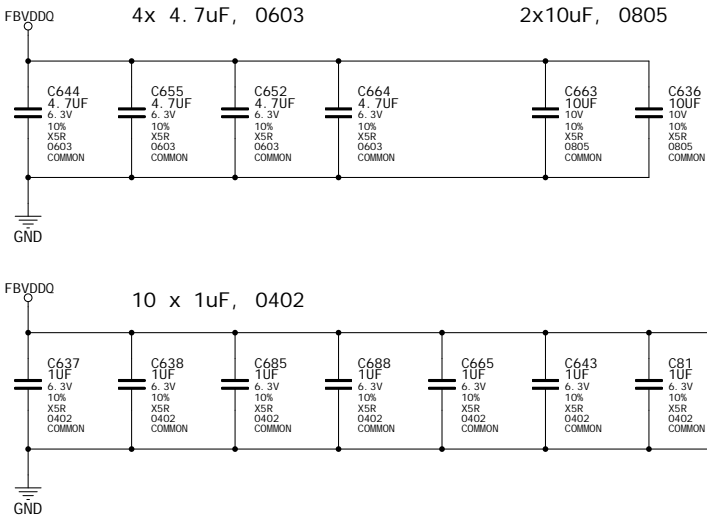 FBVDDQ
4x 4.7uF, 0603
2x10uF, 0805
C644
4.7UF
6.3V
10%
X5R
0603
COMMON
C655
4.7UF
6.3V
10%
X5R
0603
COMMON
C652
4.7UF
6.3V
10%
X5R
0603
COMMON
C664
4.7UF
6.3V
10%
X5R
0603
COMMON
C663
10UF
10V
10%
X5R
0805
COMMON
C636
10UF
10V
10%
X5R
0805
COMMON
GND
FBVDDQ
10 x 1uF, 0402
C637
1UF
6.3V
10%
X5R
0402
COMMON
C638
1UF
6.3V
10%
X5R
0402
COMMON
C685
1UF
6.3V
10%
X5R
0402
COMMON
C688
1UF
6.3V
10%
X5R
0402
COMMON
C665
1UF
6.3V
10%
X5R
0402
COMMON
C643
1UF
6.3V
10%
X5R
0402
COMMON
C81
1UF
6.3V
10%
X5R
0402
COMMON
GND